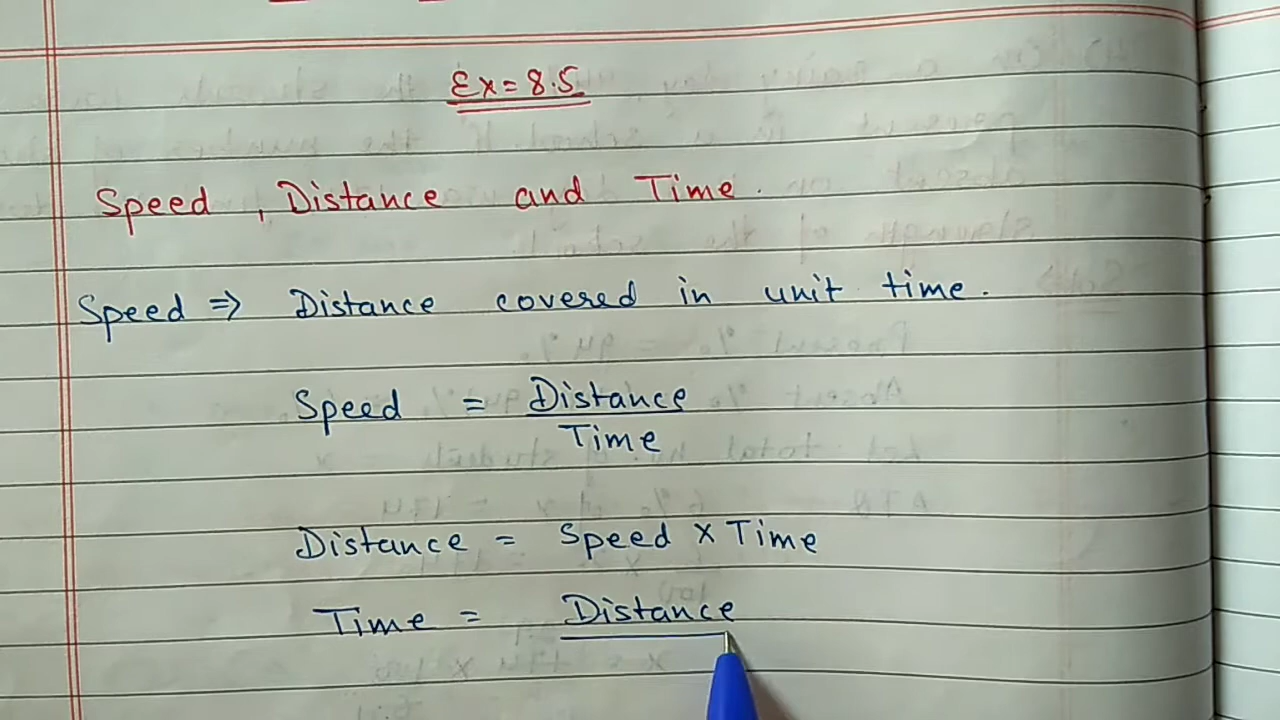 Ex = 8.5
Speed, Distance and Time.
Speed ⇒ Distance covered in unit time.
Speed = Distance
Time
Distance = Speed × Time
Time = Distance